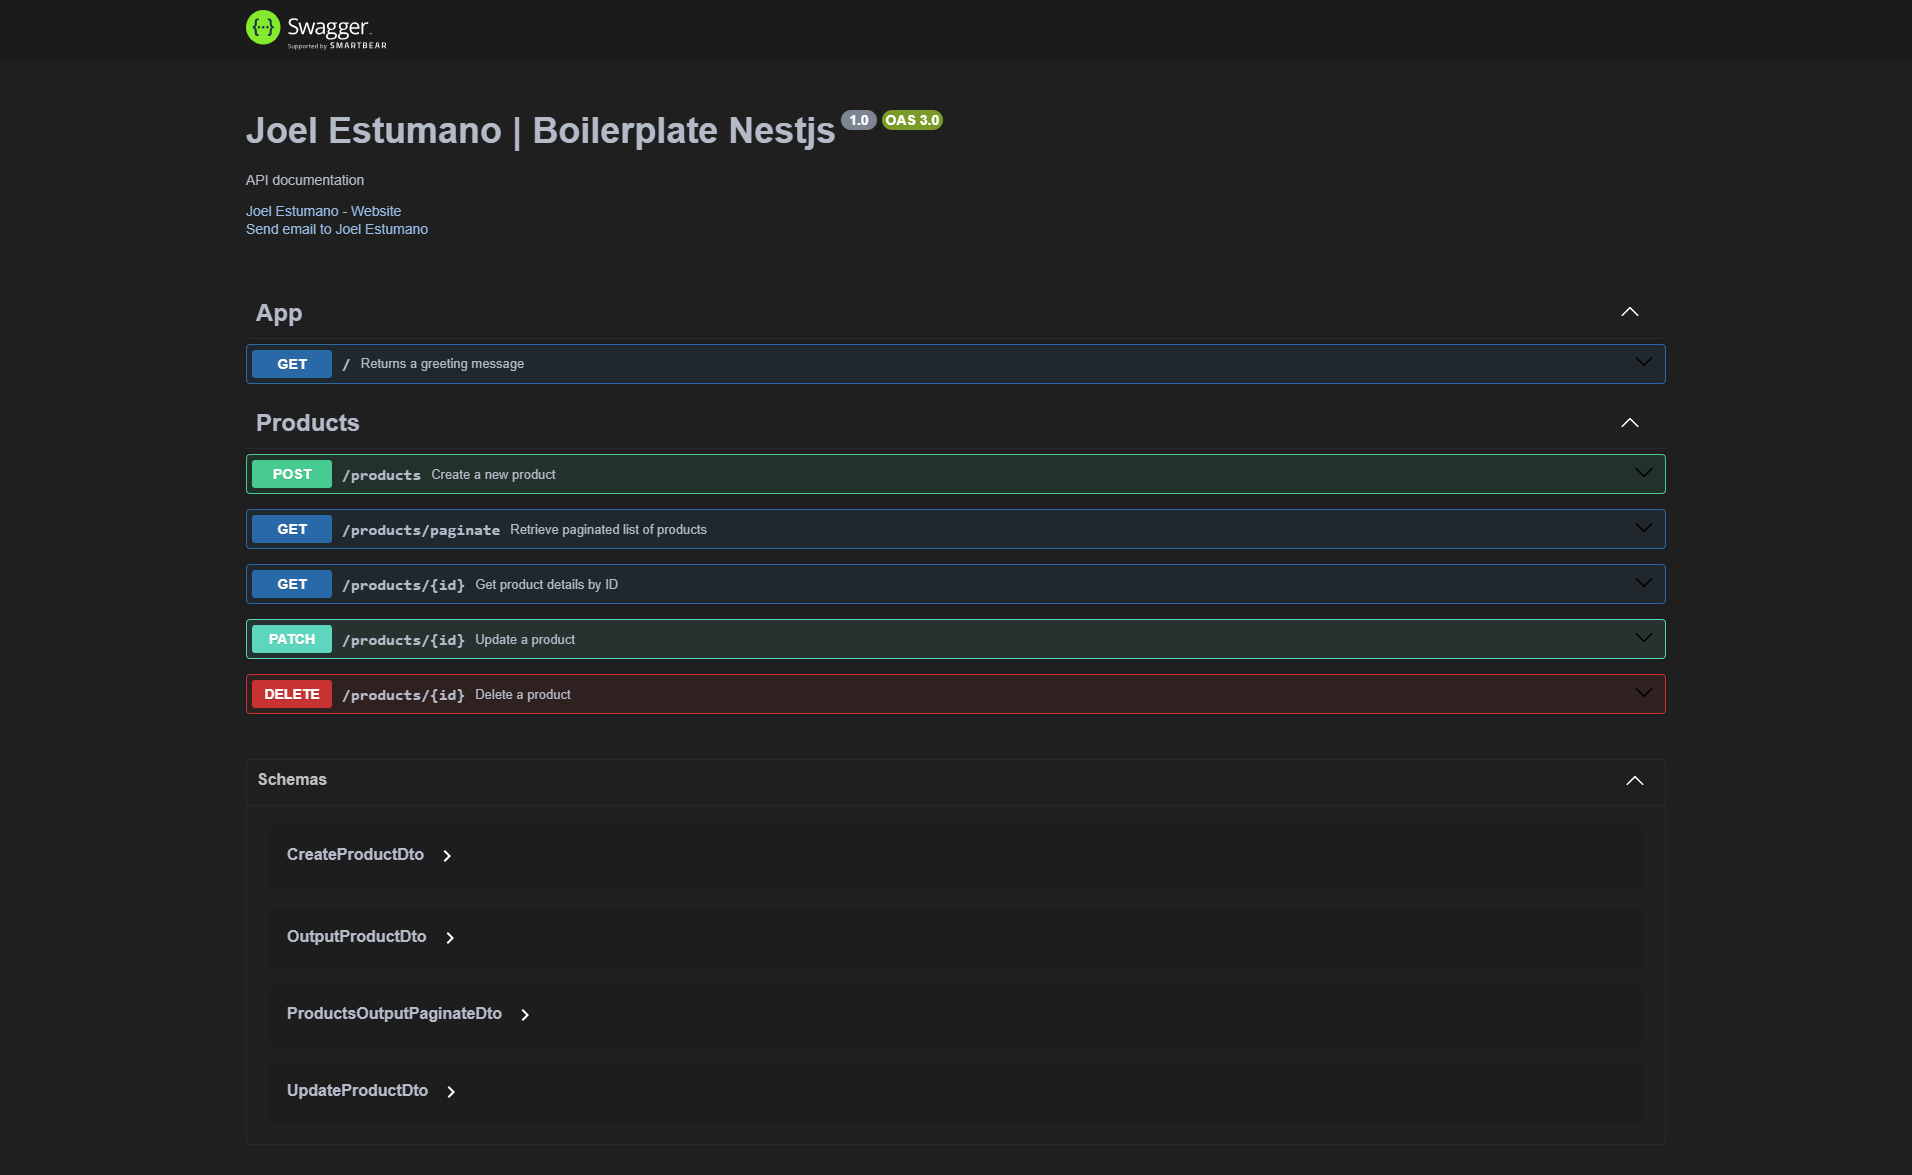 {···} Swagger
Supported by SMARTBEAR
Joel Estumano | Boilerplate Nestjs 1.0 OAS 3.0
API documentation
Joel Estumano - Website
Send email to Joel Estumano
App
GET / Returns a greeting message
Products
POST /products Create a new product
GET /products/paginate Retrieve paginated list of products
GET /products/{id} Get product details by ID
PATCH /products/{id} Update a product
DELETE /products/{id} Delete a product
Schemas
CreateProductDto
OutputProductDto
ProductsOutputPaginateDto
UpdateProductDto